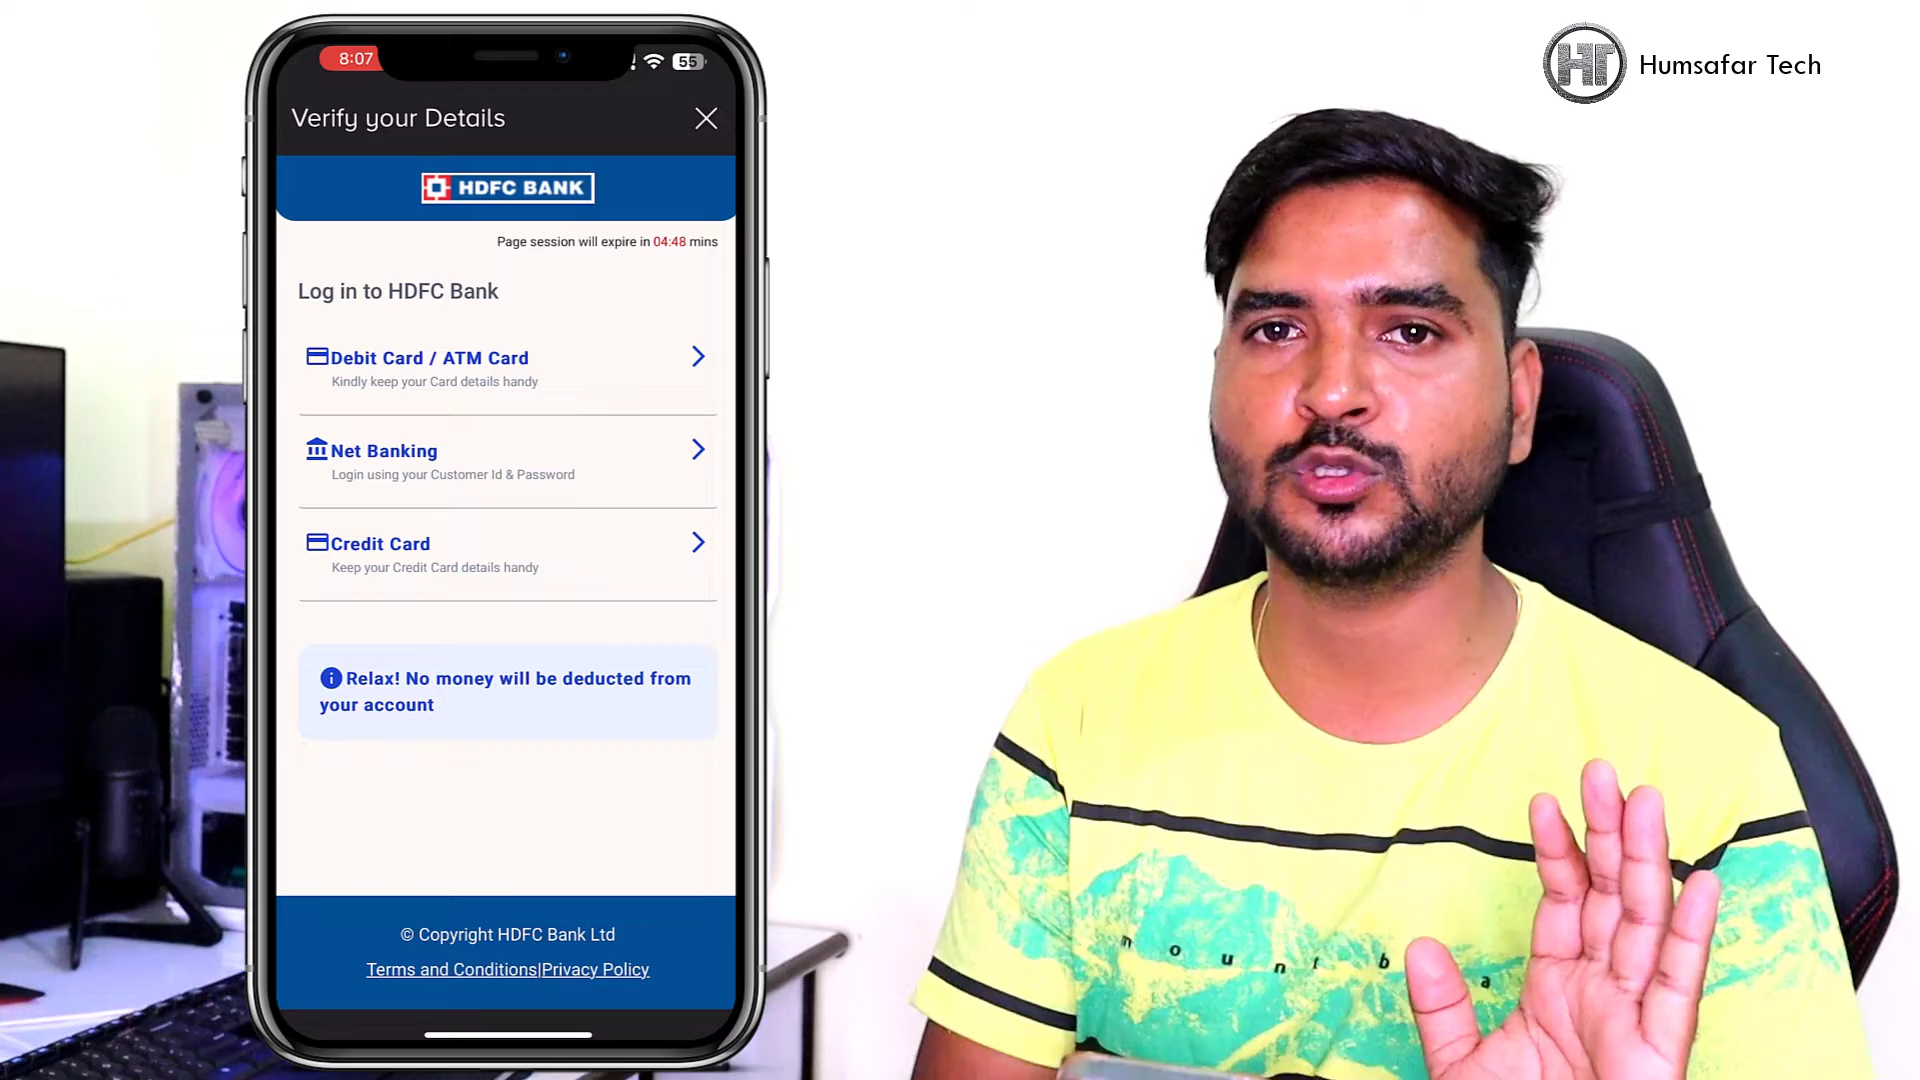 8:07
55
Verify your Details
HDFC BANK
Page session will expire in 04:48 mins
Log in to HDFC Bank
Debit Card / ATM Card
Kindly keep your Card details handy
Net Banking
Login using your Customer Id & Password
Credit Card
Keep your Credit Card details handy
Relax! No money will be deducted from
your account
© Copyright HDFC Bank Ltd
Terms and Conditions|Privacy Policy
HT Humsafar Tech